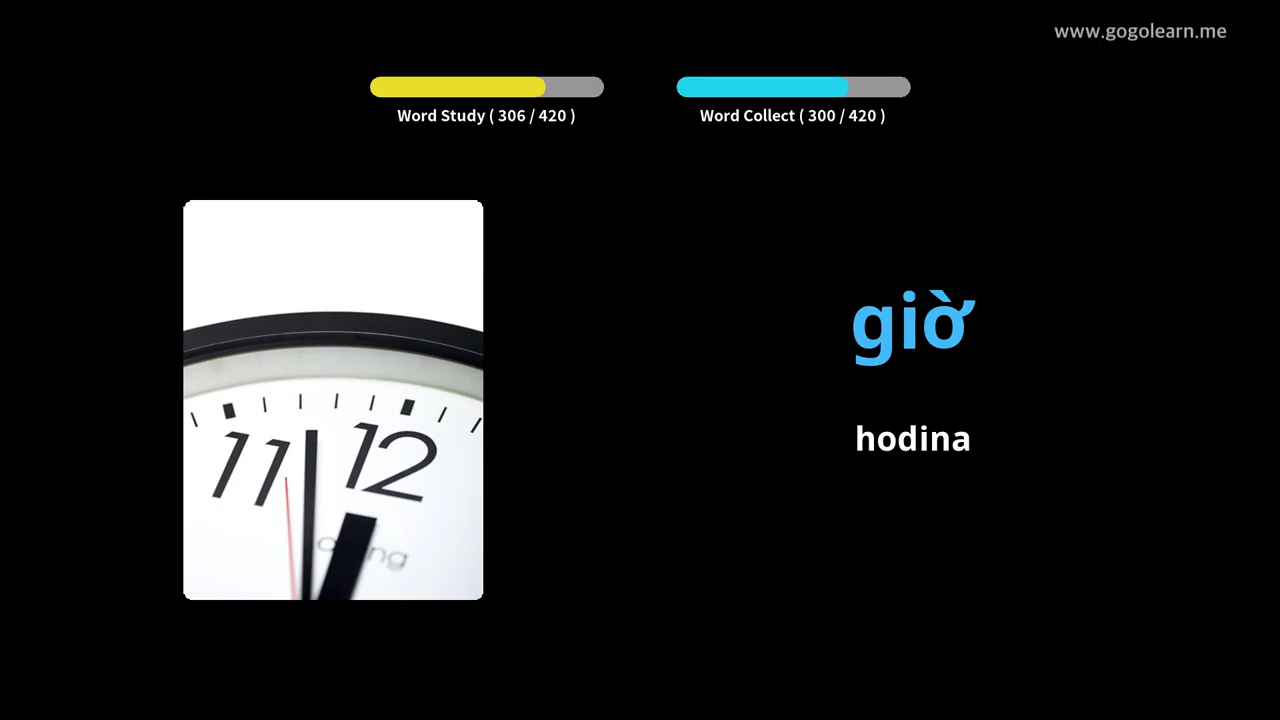 www.gogolearn.me
Word Study ( 306 / 420 )
Word Collect ( 300 / 420 )
giờ
hodina
11
12